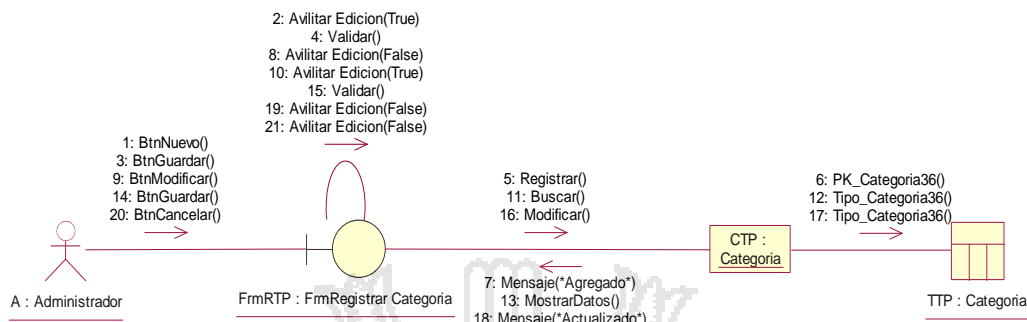 2: Avilitar Edicion(True)
4: Validar()
8: Avilitar Edicion(False)
10: Avilitar Edicion(True)
15: Validar()
19: Avilitar Edicion(False)
21: Avilitar Edicion(False)
1: BtnNuevo()
3: BtnGuardar()
9: BtnModificar()
14: BtnGuardar()
20: BtnCancelar()
5: Registrar()
11: Buscar()
16: Modificar()
6: PK_Categoria36()
12: Tipo_Categoria36()
17: Tipo_Categoria36()
CTP :
Categoria
7: Mensaje(*Agregado*)
13: MostrarDatos()
18: Mensaje(*Actualizado*)
A : Administrador
FrmRTP : FrmRegistrar Categoria
TTP : Categoria